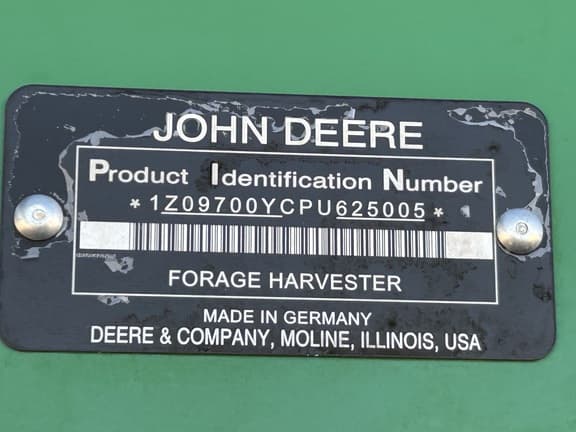 JOHN DEERE
Product Identification Number
*1Z09700YCPU625005*
FORAGE HARVESTER
MADE IN GERMANY
DEERE & COMPANY, MOLINE, ILLINOIS, USA